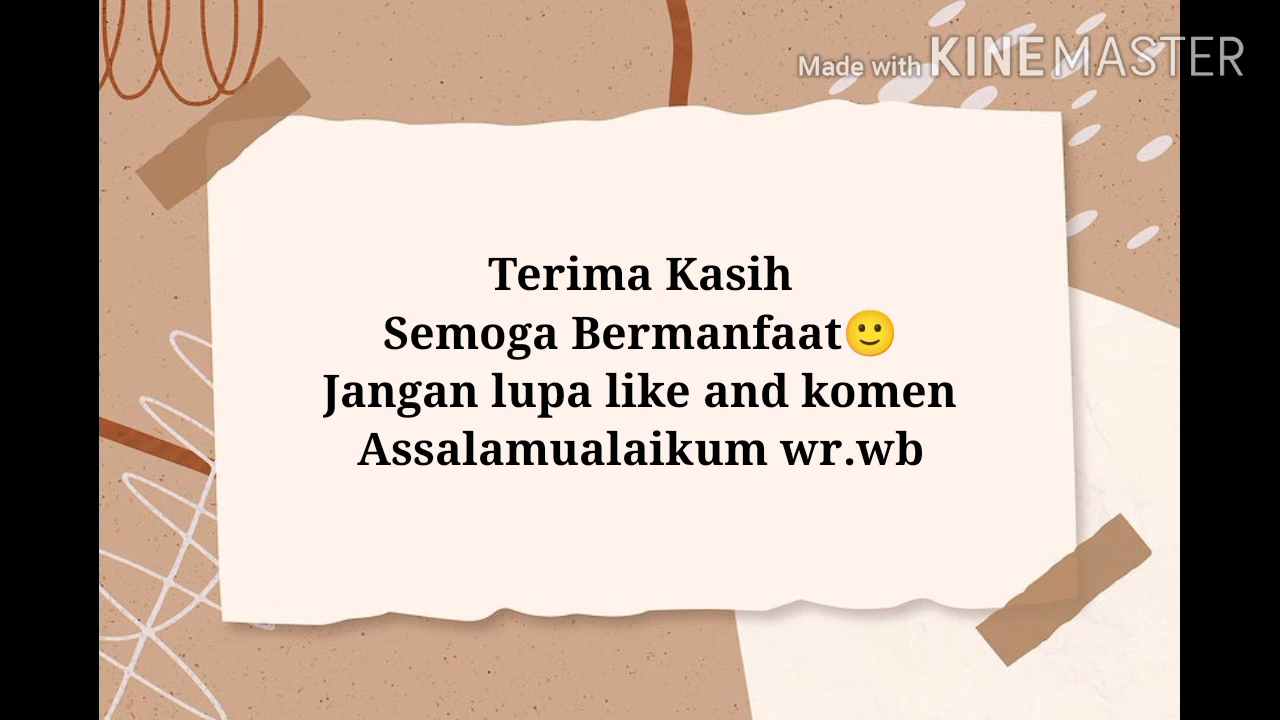 Made with KINEMASTER
Terima Kasih
Semoga Bermanfaat🙂
Jangan lupa like and komen
Assalamualaikum wr.wb